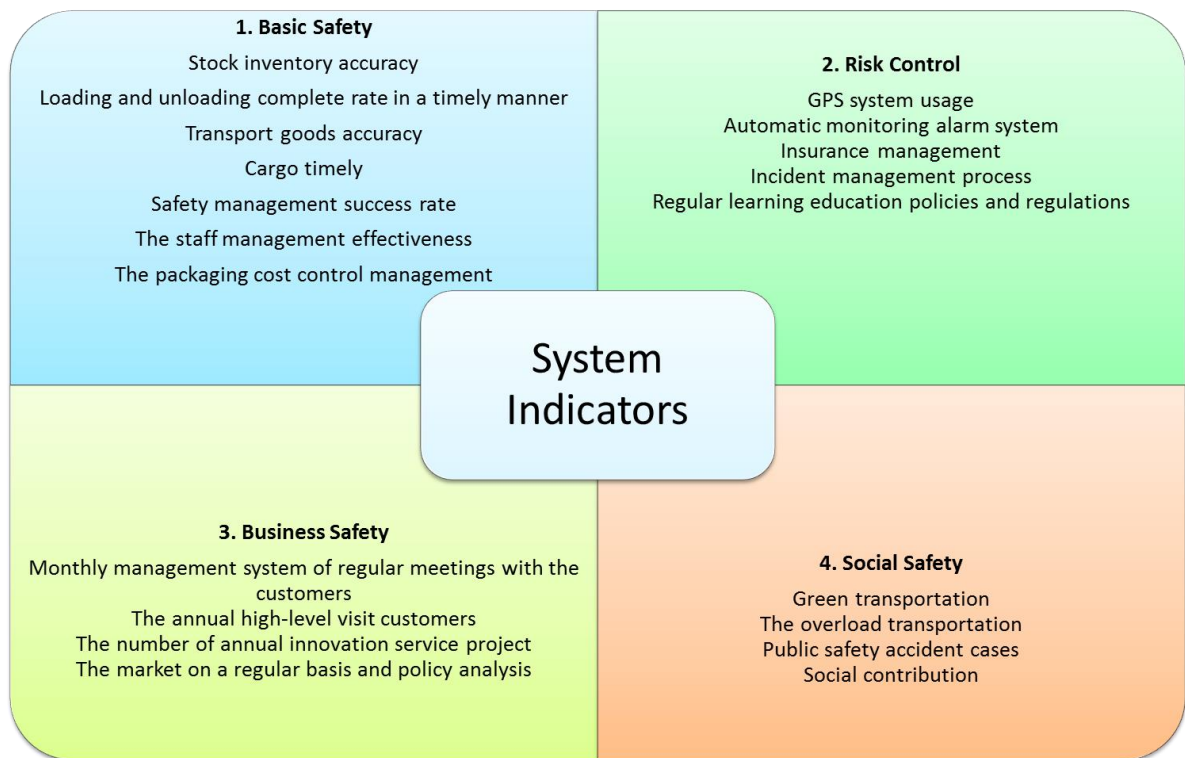 1. Basic Safety
Stock inventory accuracy
Loading and unloading complete rate in a timely manner
Transport goods accuracy
Cargo timely
Safety management success rate
The staff management effectiveness
The packaging cost control management
2. Risk Control
GPS system usage
Automatic monitoring alarm system
Insurance management
Incident management process
Regular learning education policies and regulations
System
Indicators
3. Business Safety
Monthly management system of regular meetings with the
customers
The annual high-level visit customers
The number of annual innovation service project
The market on a regular basis and policy analysis
4. Social Safety
Green transportation
The overload transportation
Public safety accident cases
Social contribution